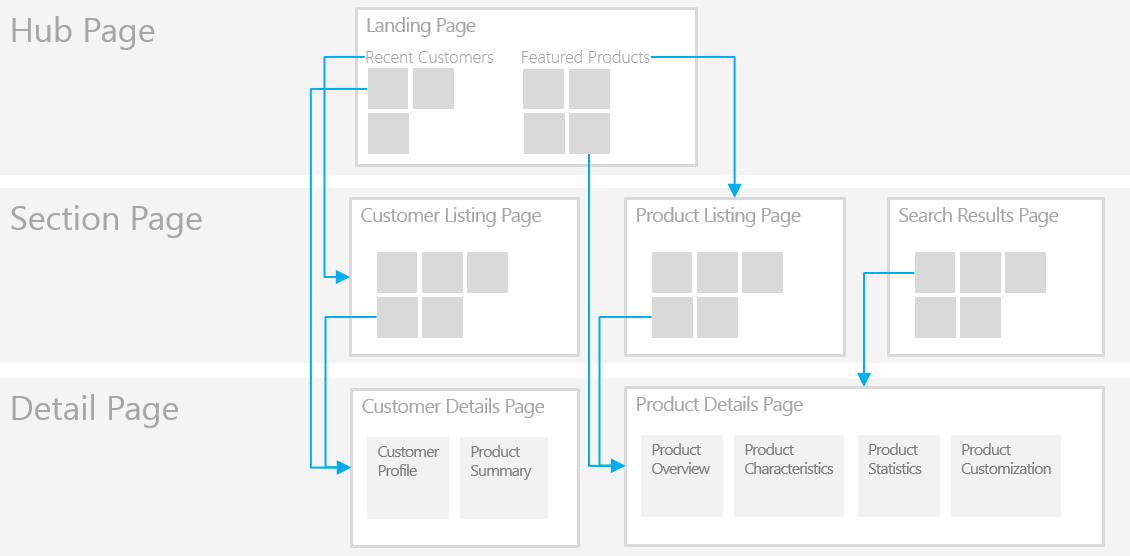 Hub Page
Landing Page
Recent Customers
Featured Products
Section Page
Customer Listing Page
Product Listing Page
Search Results Page
Detail Page
Customer Details Page
Customer
Profile
Product
Summary
Product Details Page
Product
Overview
Product
Characteristics
Product
Statistics
Product
Customization